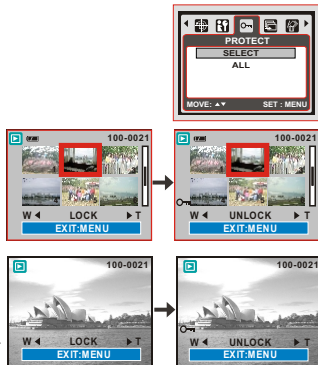 PROTECT
SELECT
ALL
MOVE: ▲▼ SET : MENU
100-0021
W ◀ LOCK ▶ T
EXIT:MENU
100-0021
W ◀ UNLOCK ▶ T
EXIT:MENU
100-0021
W ◀ LOCK ▶ T
EXIT:MENU
100-0021
W ◀ UNLOCK ▶ T
EXIT:MENU